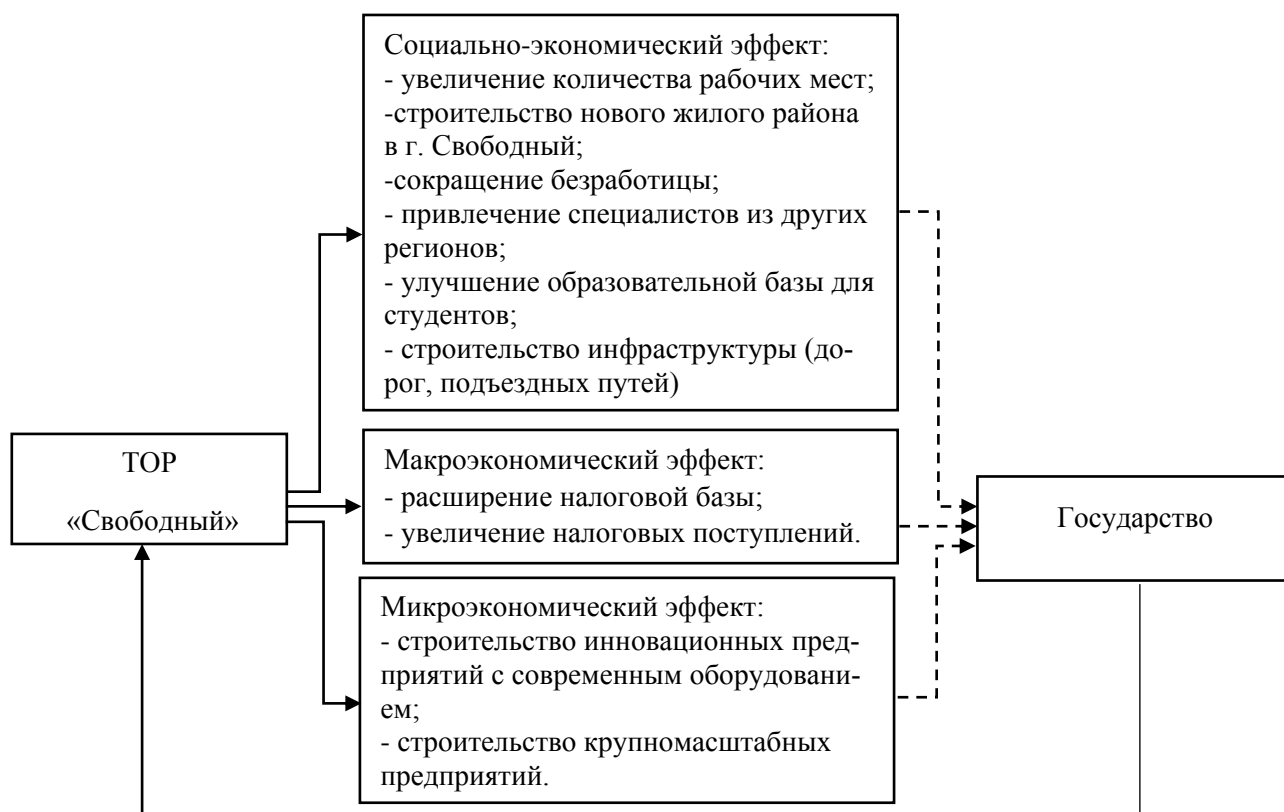 Социально-экономический эффект:
- увеличение количества рабочих мест;
-строительство нового жилого района
в г. Свободный;
-сокращение безработицы;
- привлечение специалистов из других
регионов;
- улучшение образовательной базы для
студентов;
- строительство инфраструктуры (до-
рог, подъездных путей)
ТОР
«Свободный»
Макроэкономический эффект:
- расширение налоговой базы;
- увеличение налоговых поступлений.
Государство
Микроэкономический эффект:
- строительство инновационных пред-
приятий с современным оборудовани-
ем;
- строительство крупномасштабных
предприятий.